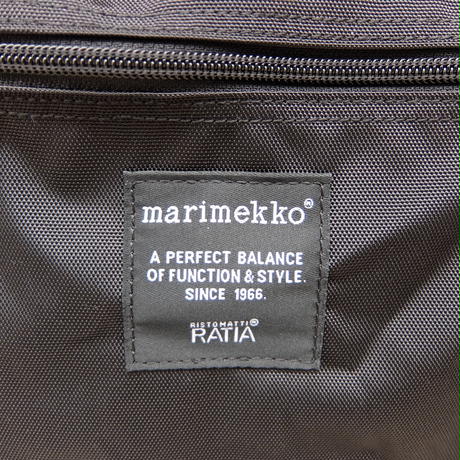 marimekko®
A PERFECT BALANCE
OF FUNCTION & STYLE.
SINCE 1966.
RISTOMATTI®
RATIA